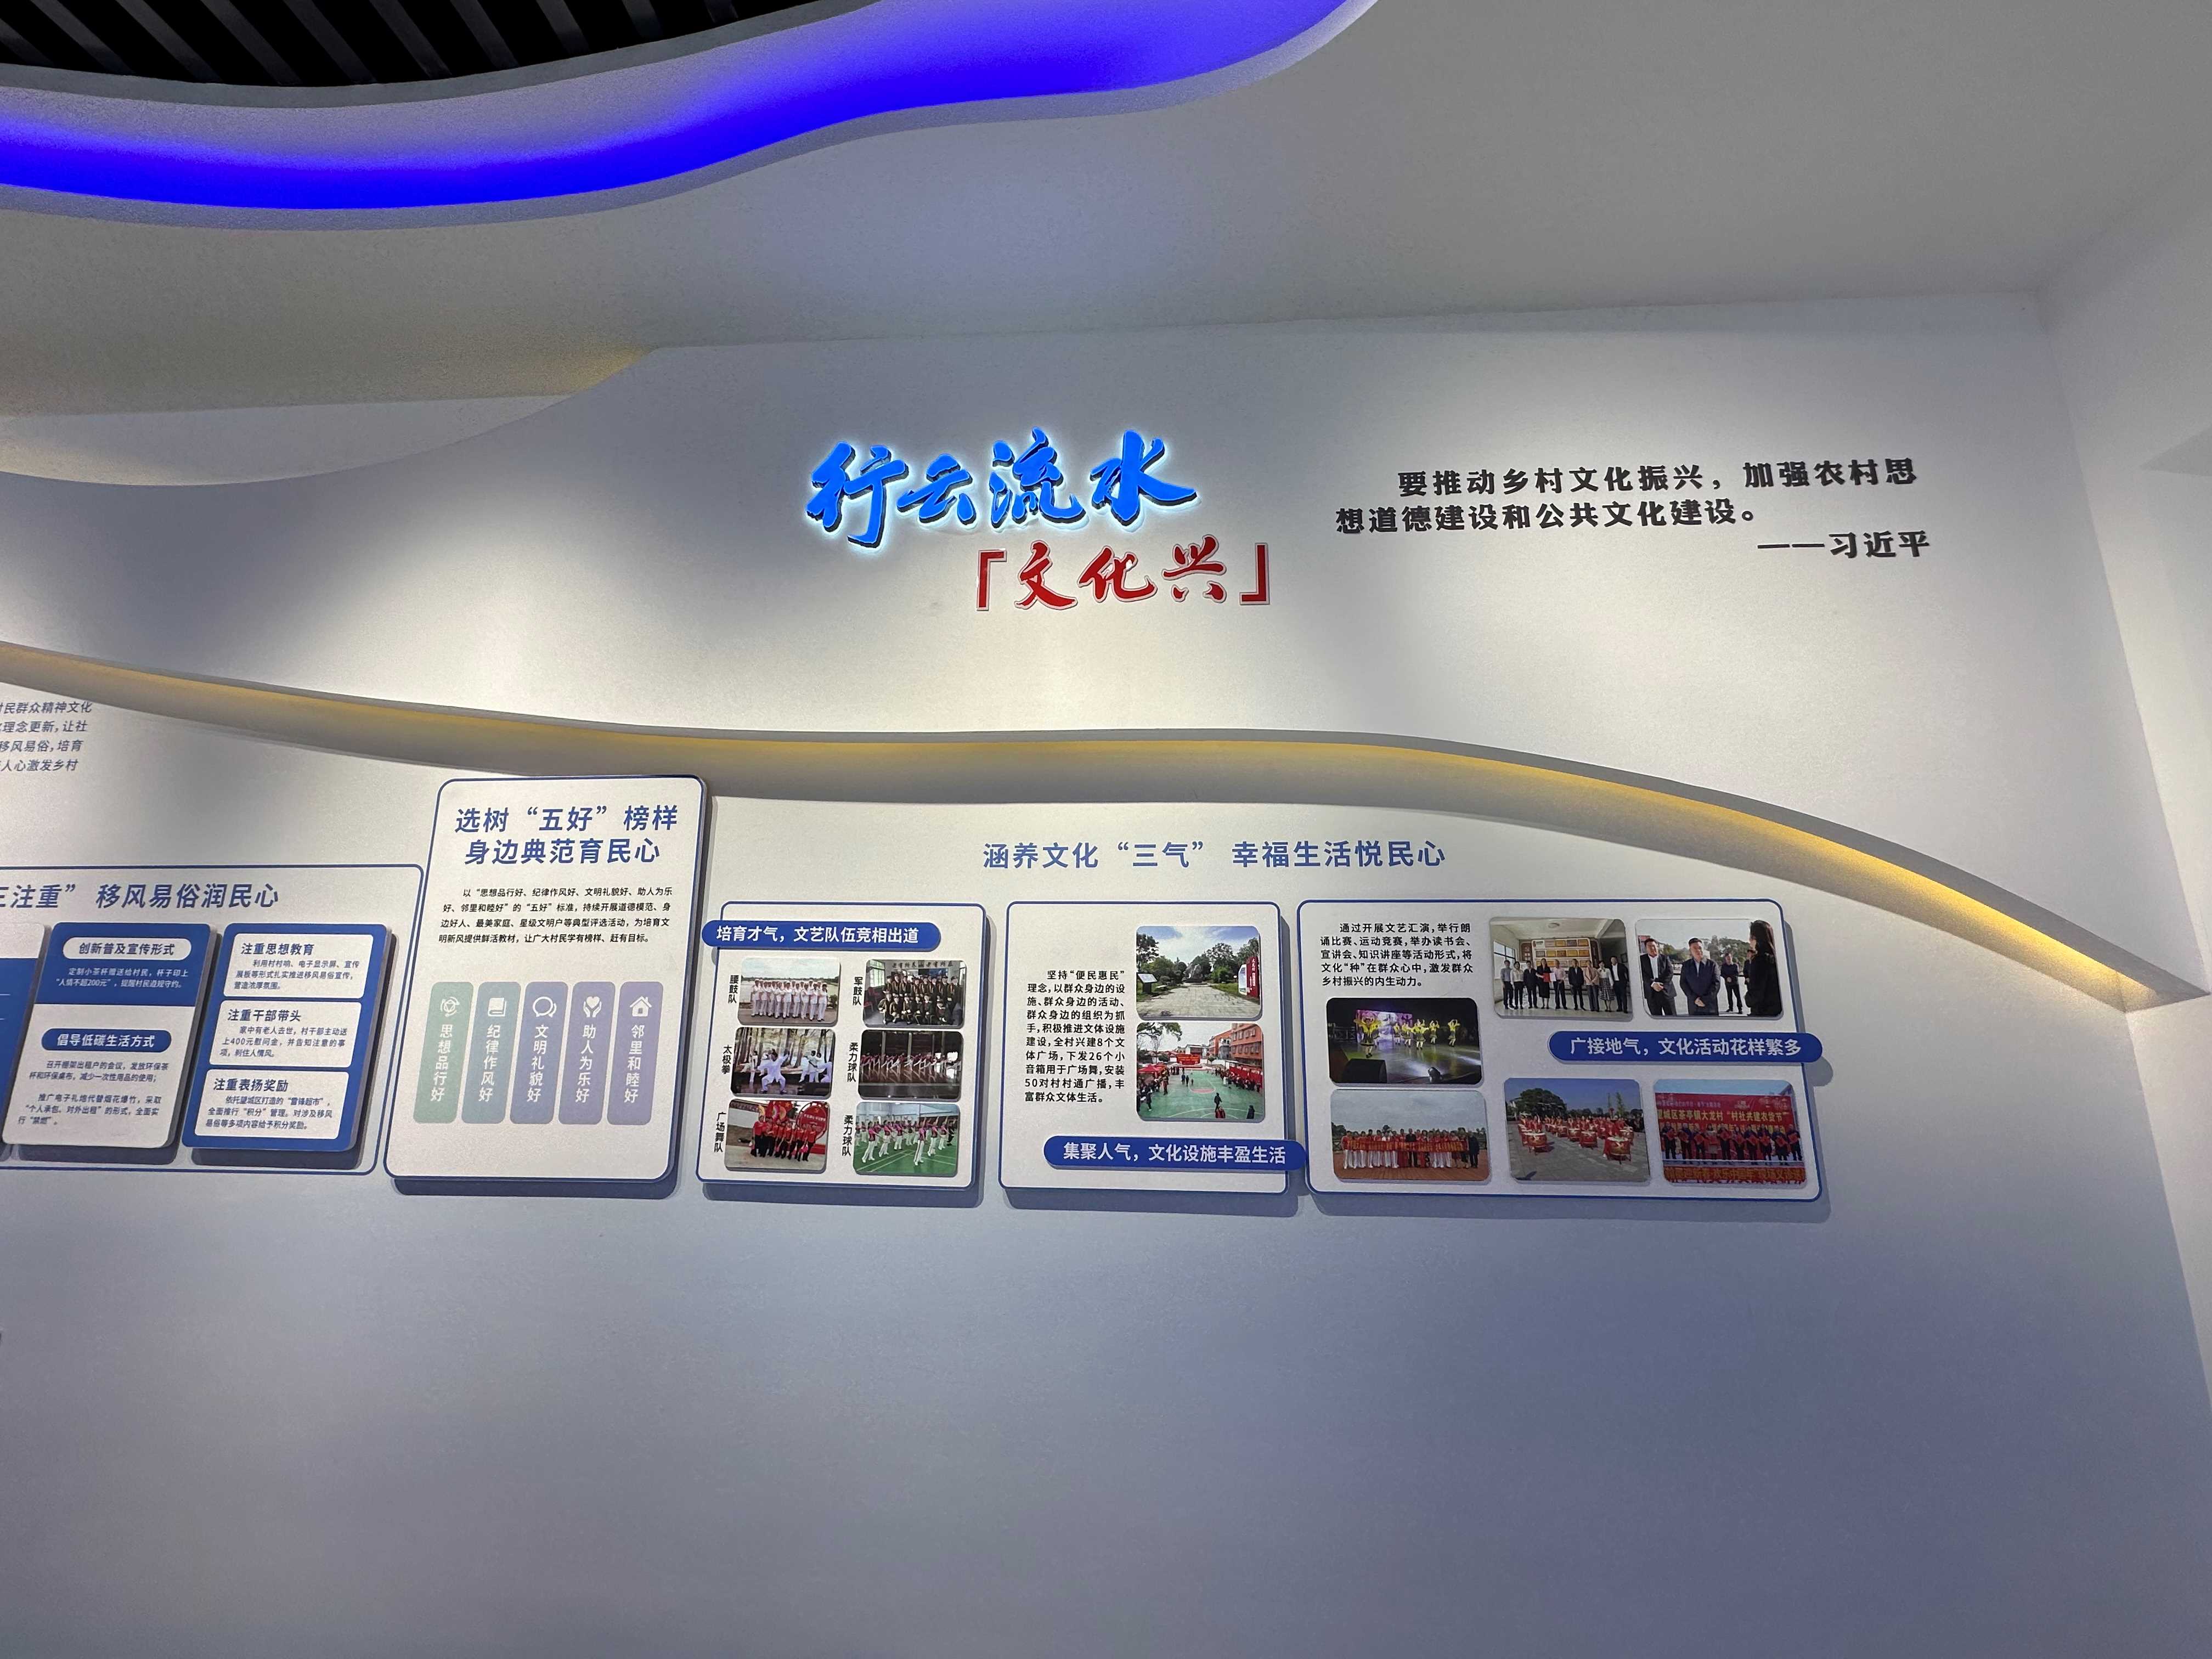 行云流水
「文化兴」
要推动乡村文化振兴，加强农村思
想道德建设和公共文化建设。
——习近平
民群众精神文化
理念更新，让社
移风易俗，培育
人心激发乡村
注重” 移风易俗润民心
创新普及宣传形式
定制小茶杯赠送给村民，杯子印上
“人情不超200元”，提醒村民遵规守约。
倡导低碳生活方式
召开棚架出租户的会议，发放环保茶
杯和环保桌布，减少一次性用品的使用；
推广电子礼炮代替烟花爆竹，采取
“个人承包、对外出租”的形式，全面实
行“禁燃”。
注重思想教育
利用村村响、电子显示屏、宣传
展板等形式扎实推进移风易俗宣传，
营造浓厚氛围。
注重干部带头
家中有老人去世，村干部主动送
上400元慰问金，并告知注意的事
项，刹住人情风。
注重表扬奖励
依托望城区打造的“雷锋超市”，
全面推行“积分”管理。对涉及移风
易俗等多项内容给予积分奖励。
选树“五好”榜样
身边典范育民心
以“思想品行好、纪律作风好、文明礼貌好、助人为乐
好、邻里和睦好”的“五好”标准，持续开展道德模范、身
边好人、最美家庭、星级文明户等典型评选活动，为培育文
明新风提供鲜活教材，让广大村民学有榜样、赶有目标。
思想品行好
纪律作风好
文明礼貌好
助人为乐好
邻里和睦好
涵养文化“三气” 幸福生活悦民心
培育才气，文艺队伍竞相出道
腰鼓队
军鼓队
太极拳
柔力球队
广场舞队
柔力球队
坚持“便民惠民”
理念，以群众身边的设
施、群众身边的活动、
群众身边的组织为抓
手，积极推进文体设施
建设，全村兴建8个文
体广场，下发26个小
音箱用于广场舞，安装
50对村村通广播，丰
富群众文体生活。
集聚人气，文化设施丰盈生活
通过开展文艺汇演，举行朗
诵比赛、运动竞赛，举办读书会、
宣讲会、知识讲座等活动形式，将
文化“种”在群众心中，激发群众
乡村振兴的内生动力。
广接地气，文化活动花样繁多
望城区茶亭镇大龙村“村社共建农货节”